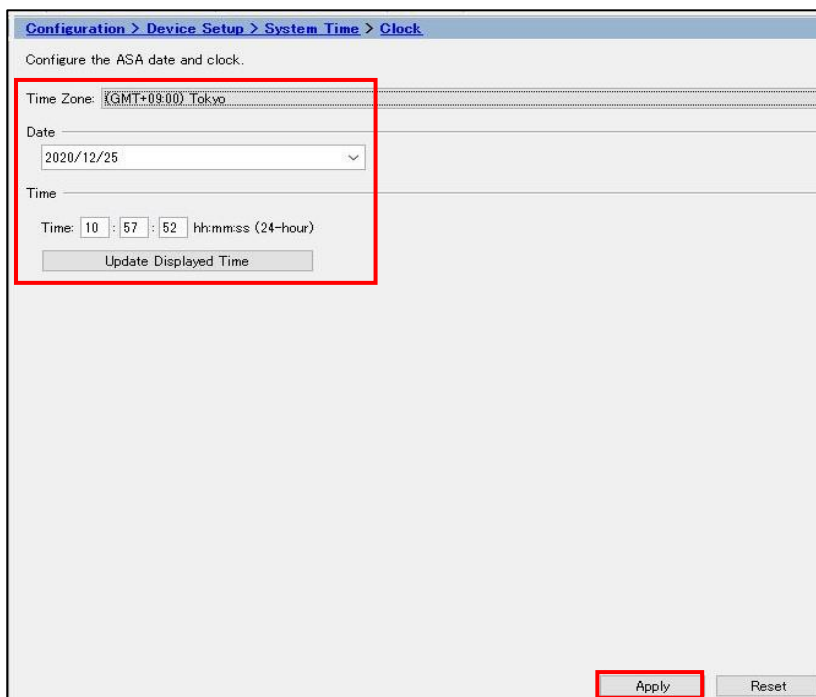 Configuration > Device Setup > System Time > Clock
Configure the ASA date and clock.
Time Zone: (GMT+09:00) Tokyo
Date
2020/12/25
Time
Time: 10 : 57 : 52 hh:mm:ss (24-hour)
Update Displayed Time
Apply Reset